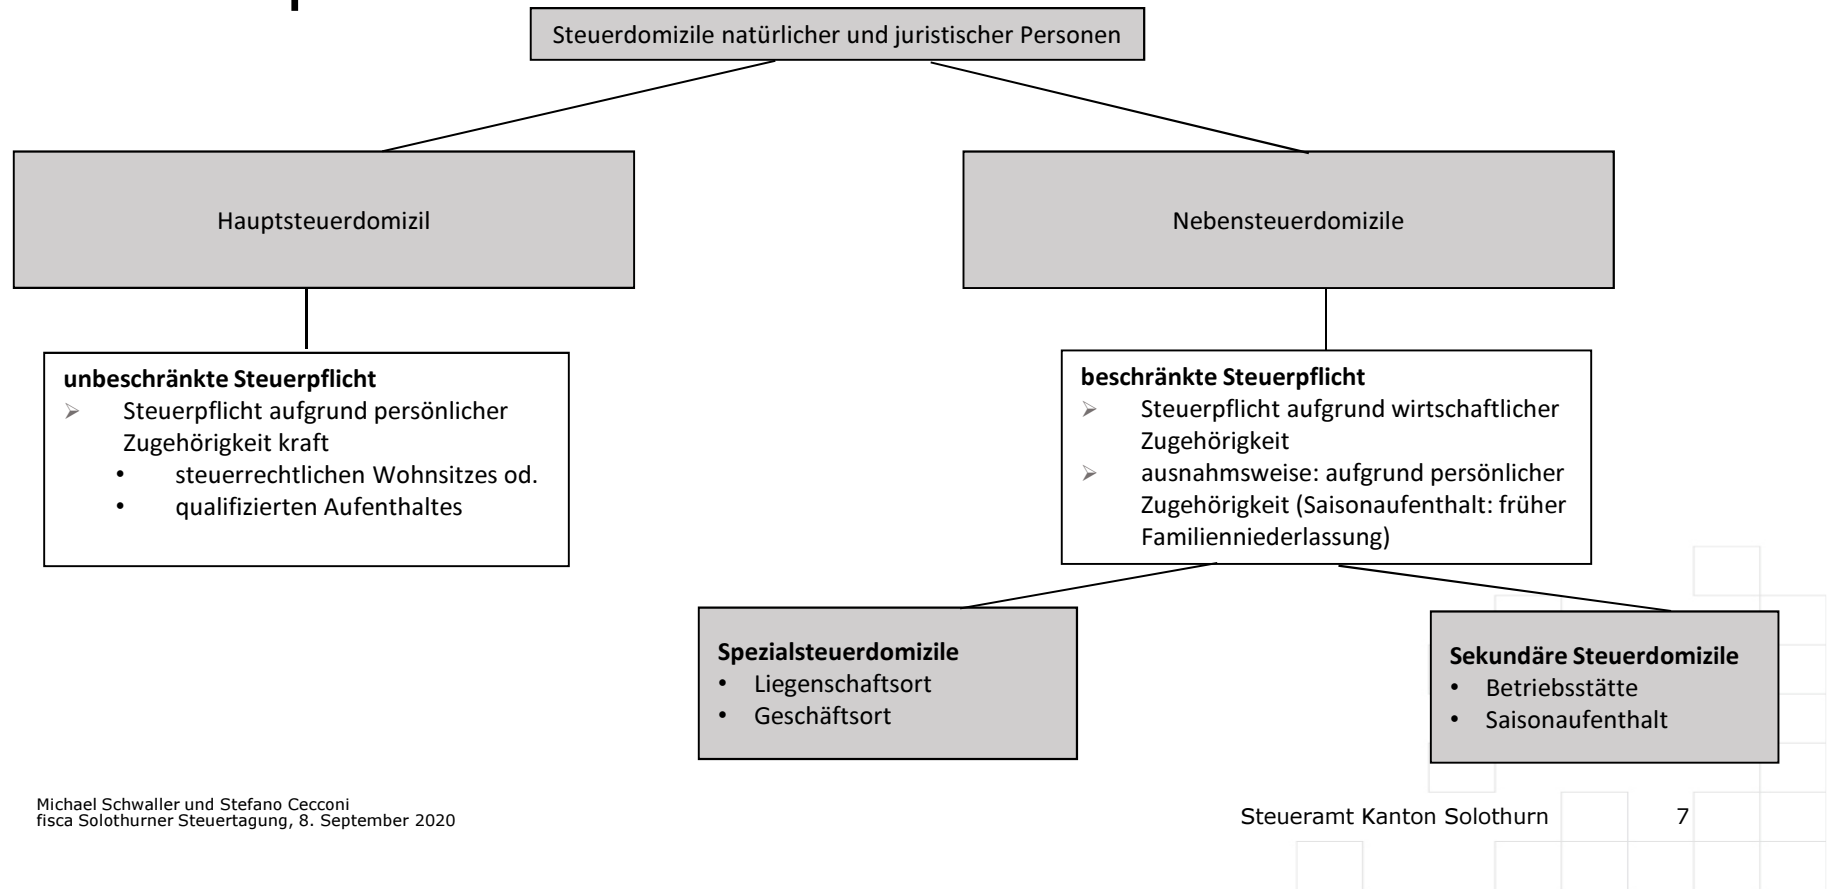 Steuerdomizile natürlicher und juristischer Personen
Hauptsteuerdomizil
Nebensteuerdomizile
unbeschränkte Steuerpflicht
➢ Steuerpflicht aufgrund persönlicher
Zugehörigkeit kraft
• steuerrechtlichen Wohnsitzes od.
• qualifizierten Aufenthaltes
beschränkte Steuerpflicht
➢ Steuerpflicht aufgrund wirtschaftlicher
Zugehörigkeit
➢ ausnahmsweise: aufgrund persönlicher
Zugehörigkeit (Saisonaufenthalt: früher
Familienniederlassung)
Spezialsteuerdomizile
• Liegenschaftsort
• Geschäftsort
Sekundäre Steuerdomizile
• Betriebsstätte
• Saisonaufenthalt
Michael Schwaller und Stefano Cecconi
fisca Solothurner Steuertagung, 8. September 2020
Steueramt Kanton Solothurn 7